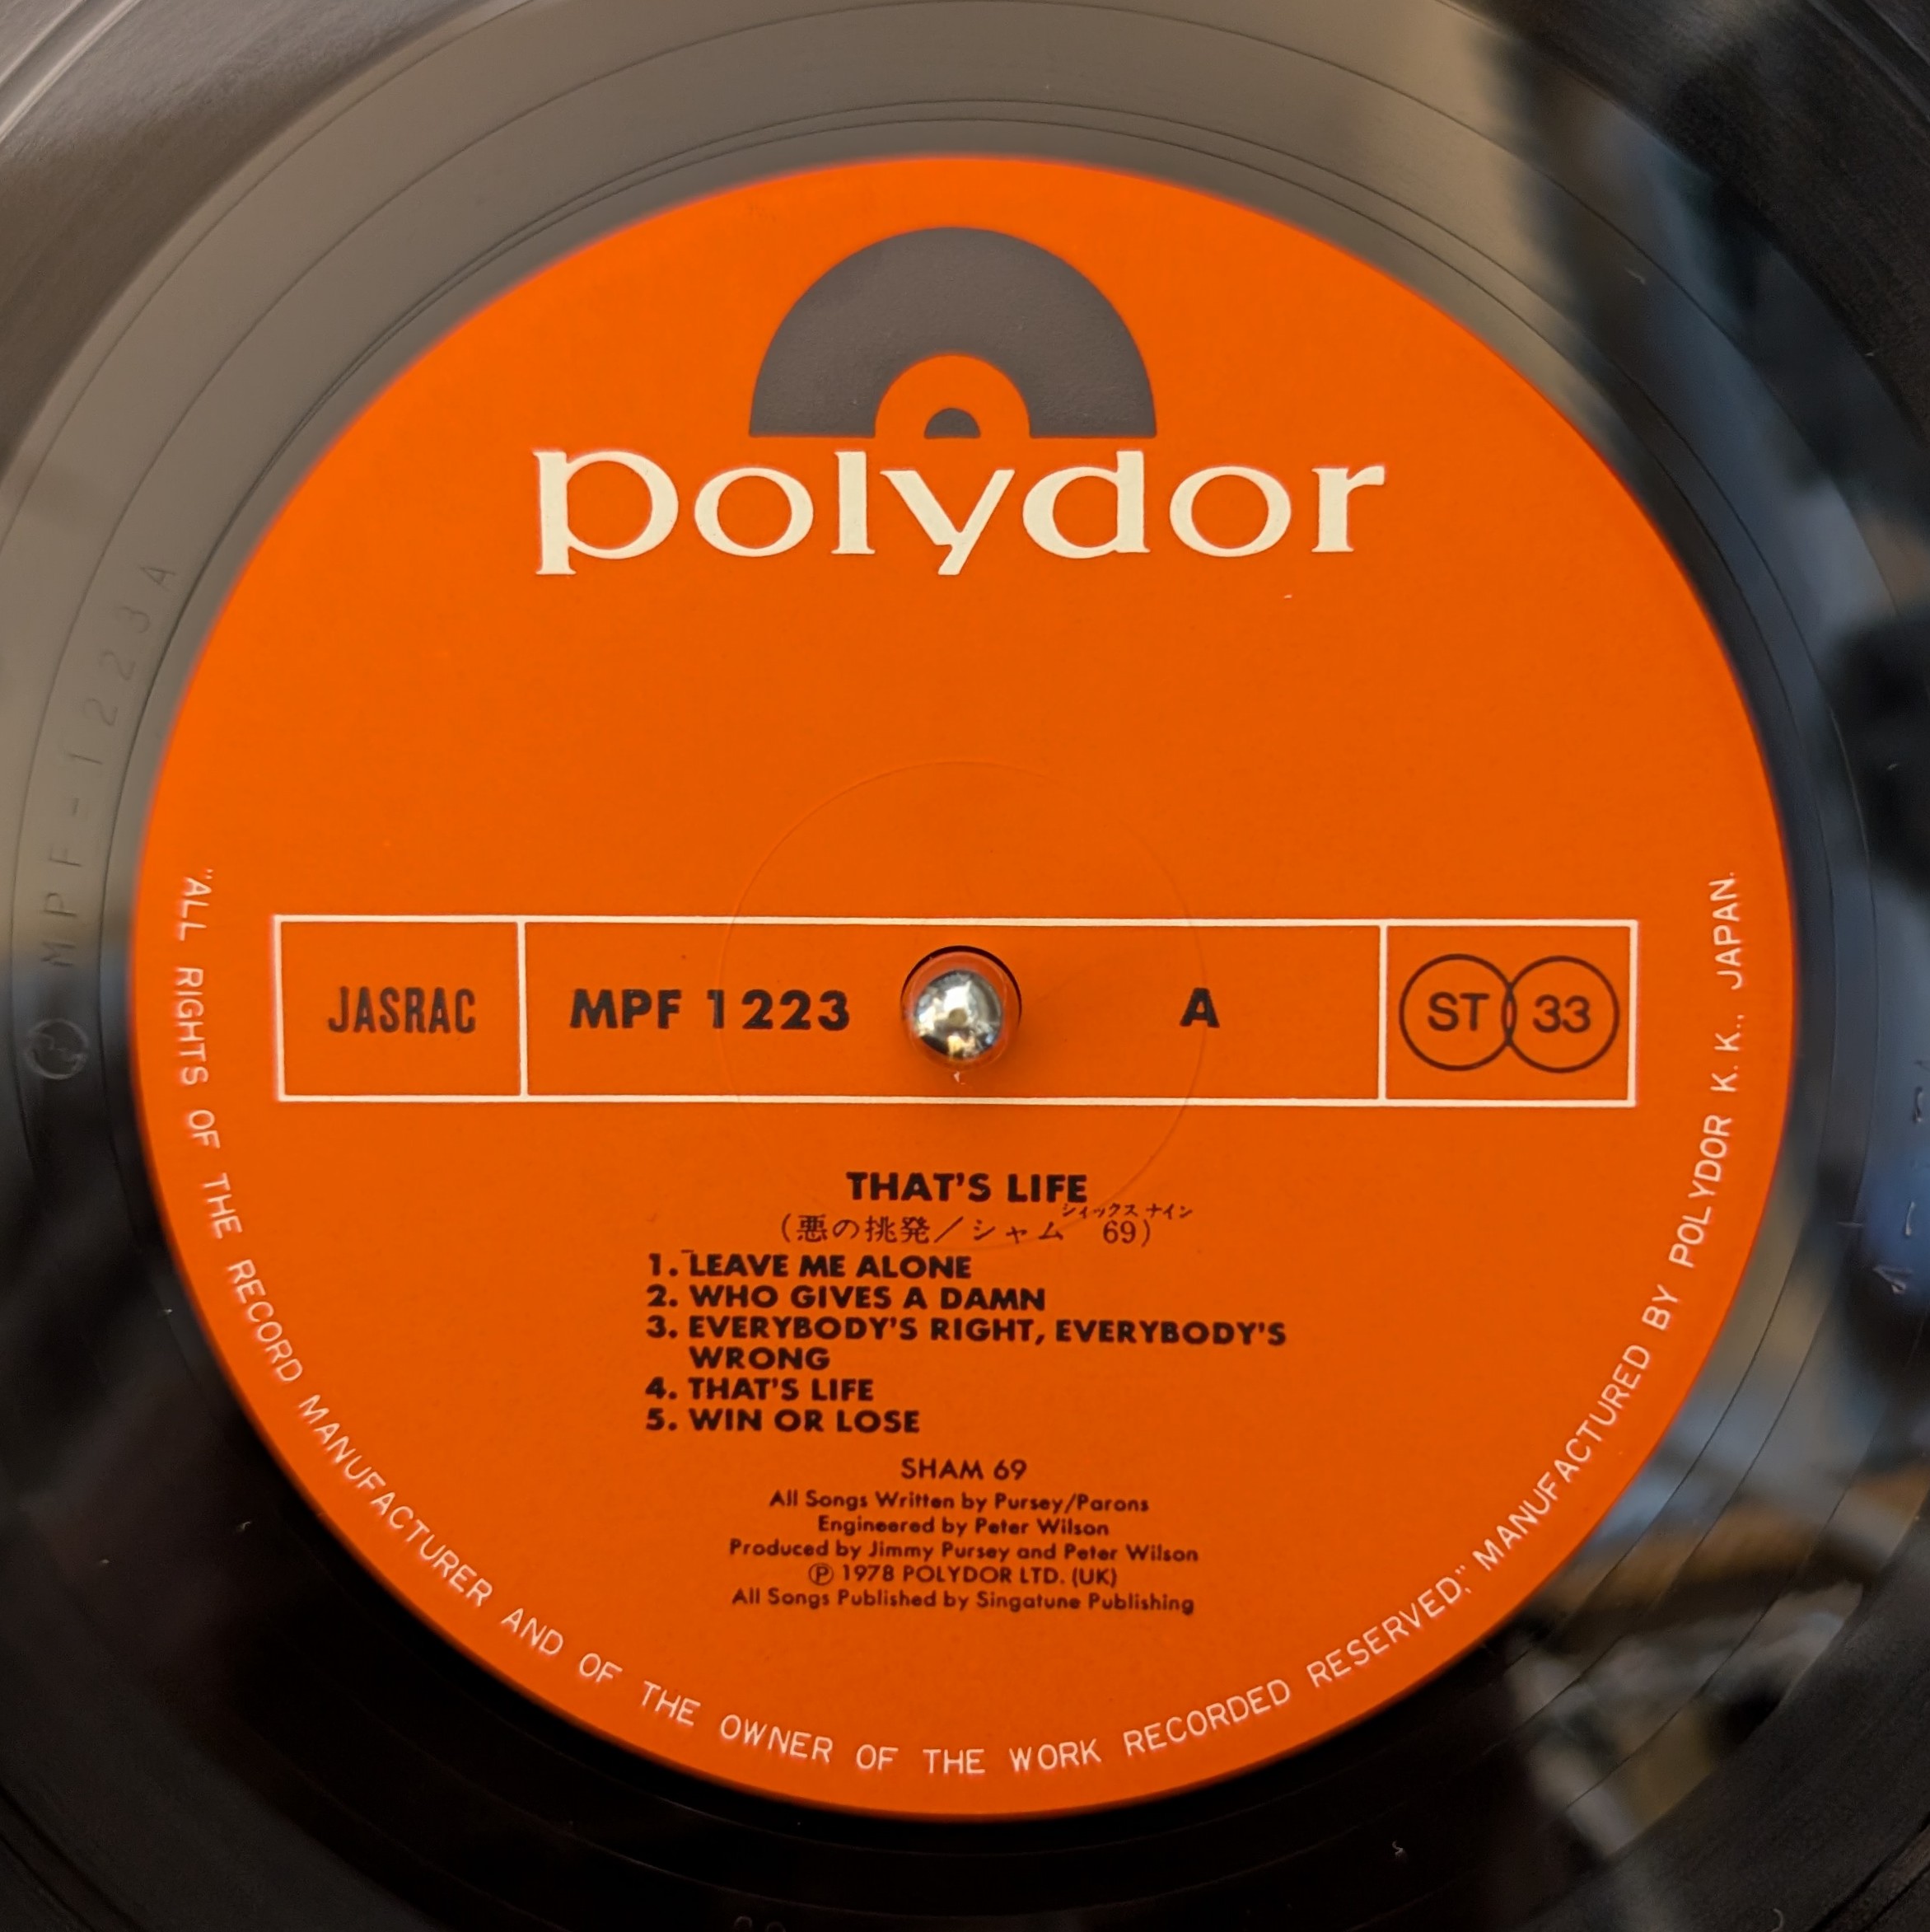 polydor
JASRAC
MPF 1223
A
ST 33
THAT'S LIFE
シィックス ナイン
(悪の挑発／シャム 69)
1. LEAVE ME ALONE
2. WHO GIVES A DAMN
3. EVERYBODY'S RIGHT, EVERYBODY'S
WRONG
4. THAT'S LIFE
5. WIN OR LOSE
SHAM 69
All Songs Written by Pursey/Parons
Engineered by Peter Wilson
Produced by Jimmy Pursey and Peter Wilson
Ⓟ 1978 POLYDOR LTD. (UK)
All Songs Published by Singatune Publishing
"ALL RIGHTS OF THE RECORD MANUFACTURER AND OF THE OWNER OF THE WORK RECORDED RESERVED," MANUFACTURED BY POLYDOR K. K., JAPAN.
MPF-1223A